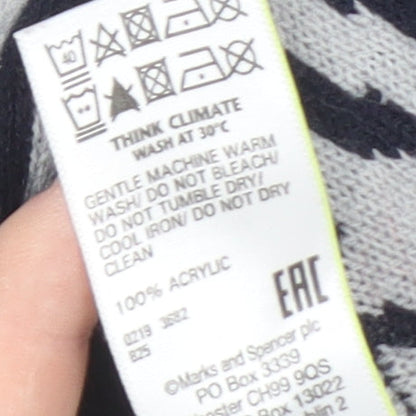 40
THINK CLIMATE
WASH AT 30°C
GENTLE MACHINE WARM
WASH/ DO NOT BLEACH/
DO NOT TUMBLE DRY/
COOL IRON/ DO NOT DRY
CLEAN
100% ACRYLIC
EAC
0219 3682
825
©Marks and Spencer plc
PO Box 3339
CH99 9QS
Box 13022
2